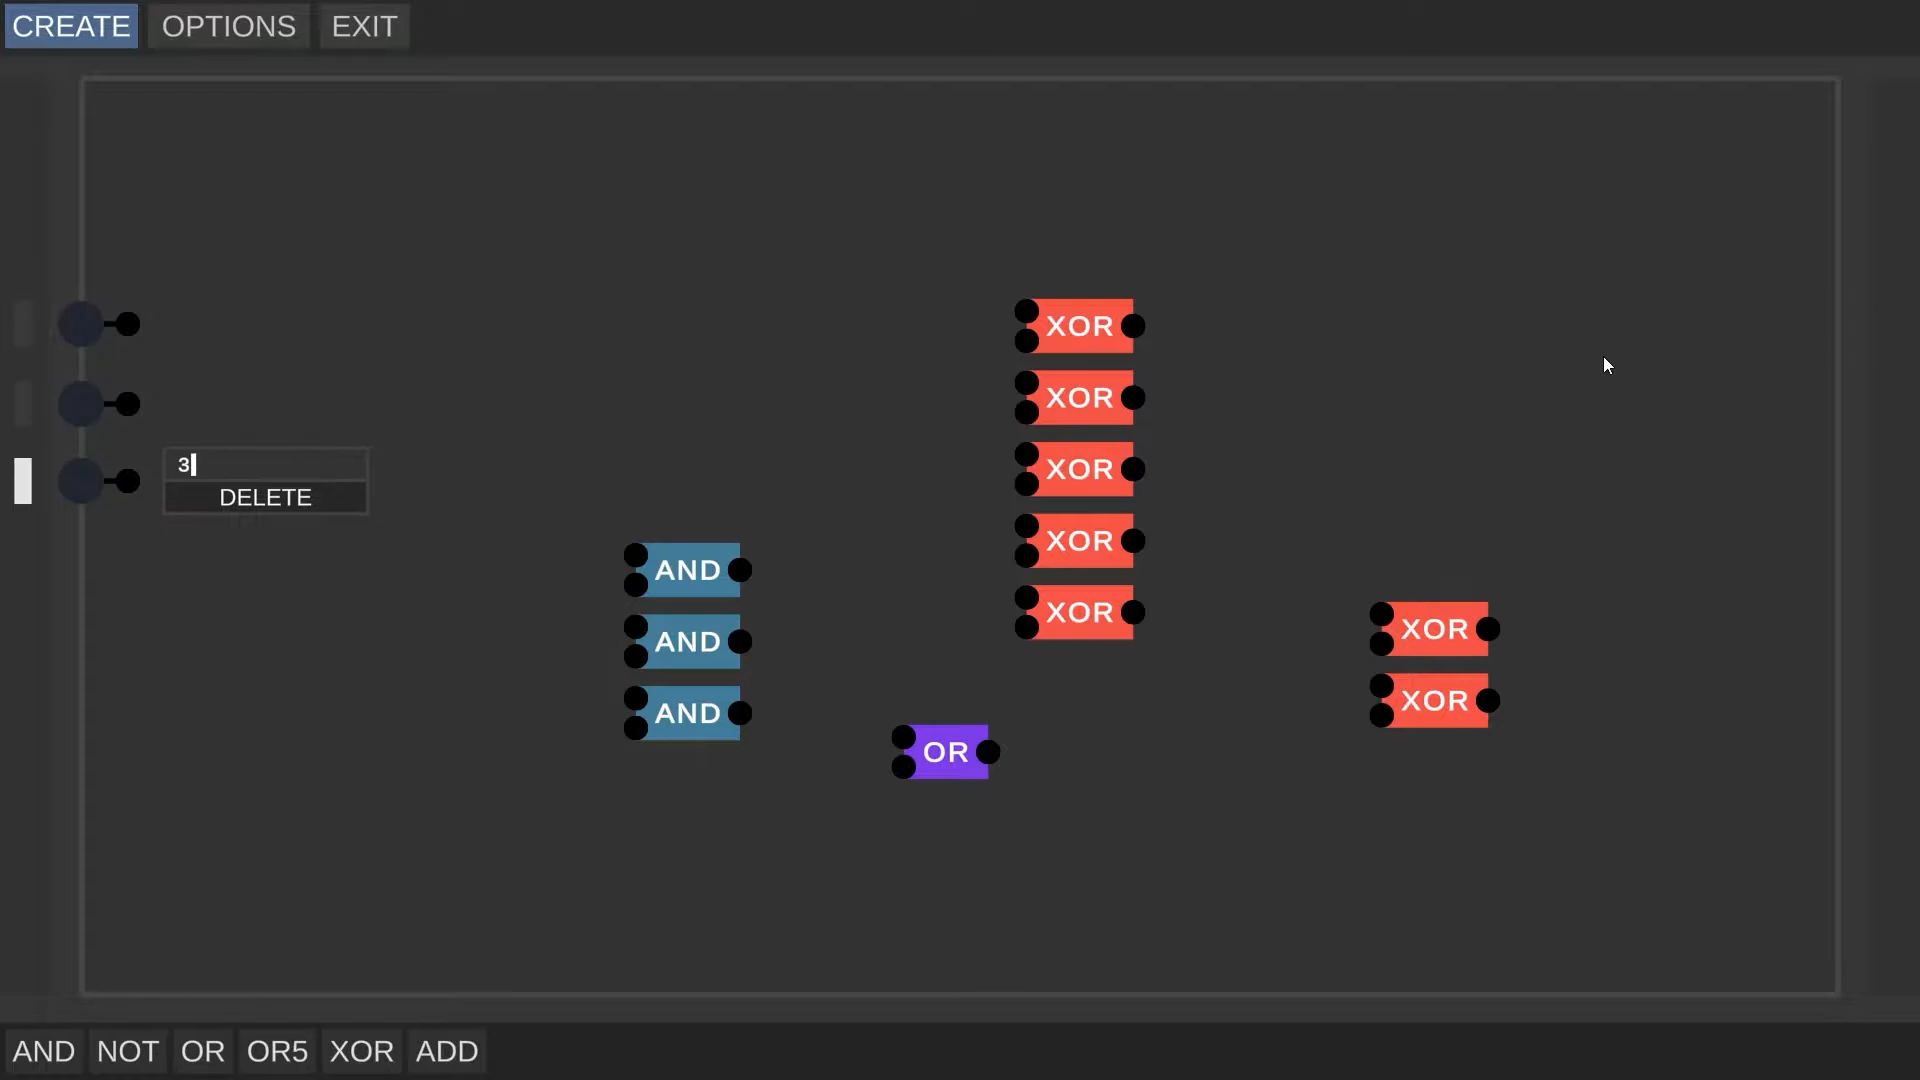 CREATE OPTIONS EXIT
XOR
XOR
3
XOR
DELETE
XOR
AND
XOR
XOR
AND
XOR
AND
OR
AND NOT OR OR5 XOR ADD